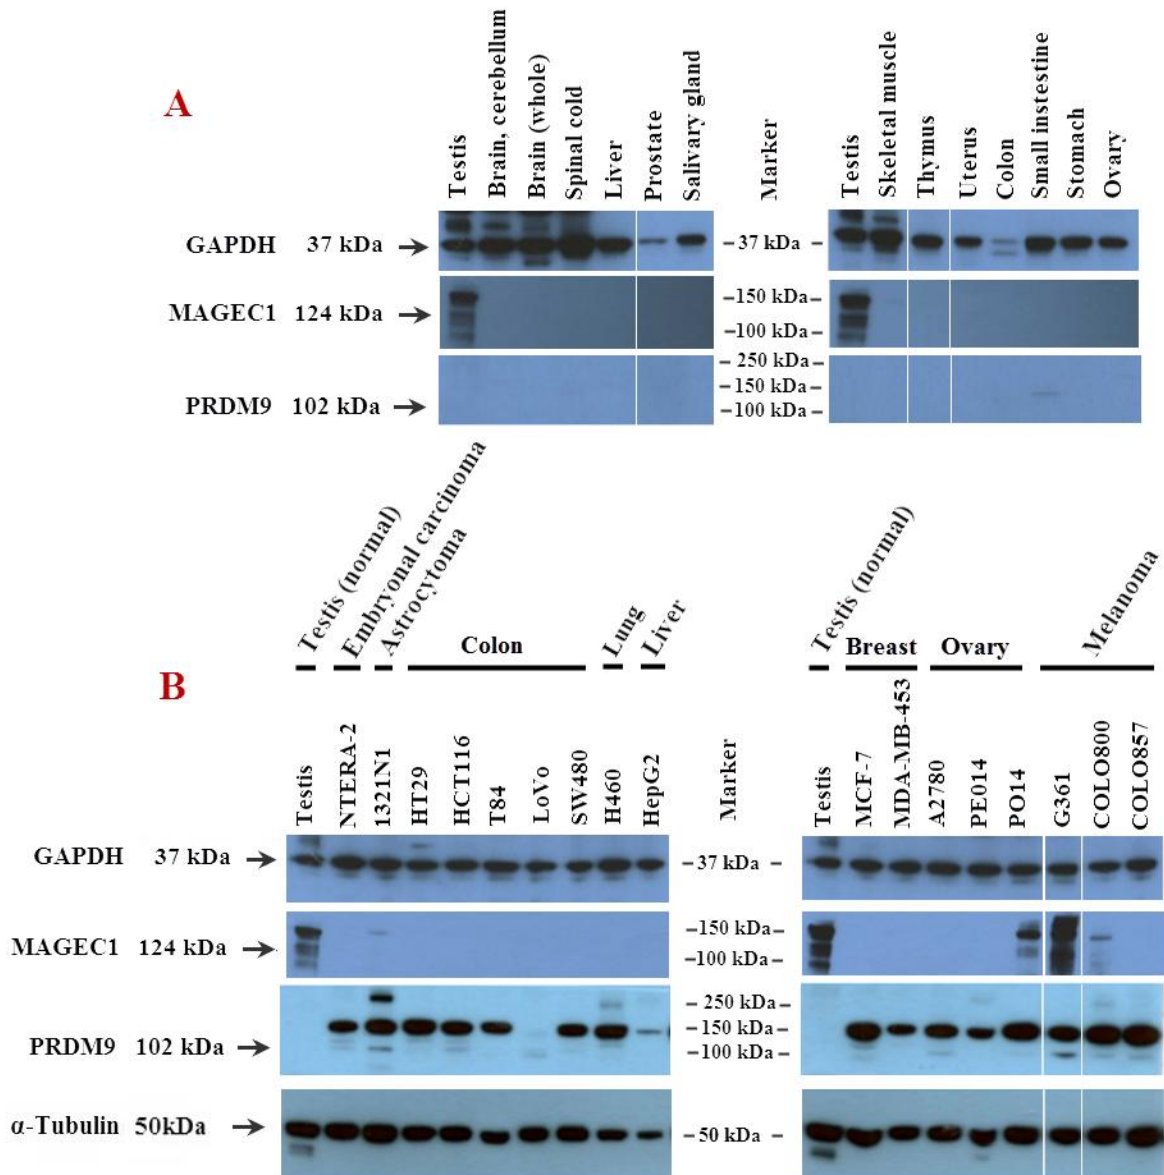 A
Testis
Brain, cerebellum
Brain (whole)
Spinal cold
Liver
Prostate
Salivary gland
Marker
Testis
Skeletal muscle
Thymus
Uterus
Colon
Small instestine
Stomach
Ovary
GAPDH 37 kDa
–37 kDa–
MAGEC1 124 kDa
–150 kDa–
–100 kDa–
PRDM9 102 kDa
– 250 kDa –
–150 kDa–
–100 kDa –
B
Testis (normal)
Embryonal carcinoma
Astrocytoma
Colon
Lung
Liver
Testis (normal)
Breast
Ovary
Melanoma
Testis
NTERA-2
1321N1
HT29
HCT116
T84
LoVo
SW480
H460
HepG2
Marker
Testis
MCF-7
MDA-MB-453
A2780
PE014
PO14
G361
COLO800
COLO857
GAPDH 37 kDa
– 37 kDa–
MAGEC1 124 kDa
–150 kDa –
–100 kDa –
PRDM9 102 kDa
– 250 kDa –
–150 kDa–
–100 kDa–
α-Tubulin 50kDa
– 50 kDa –